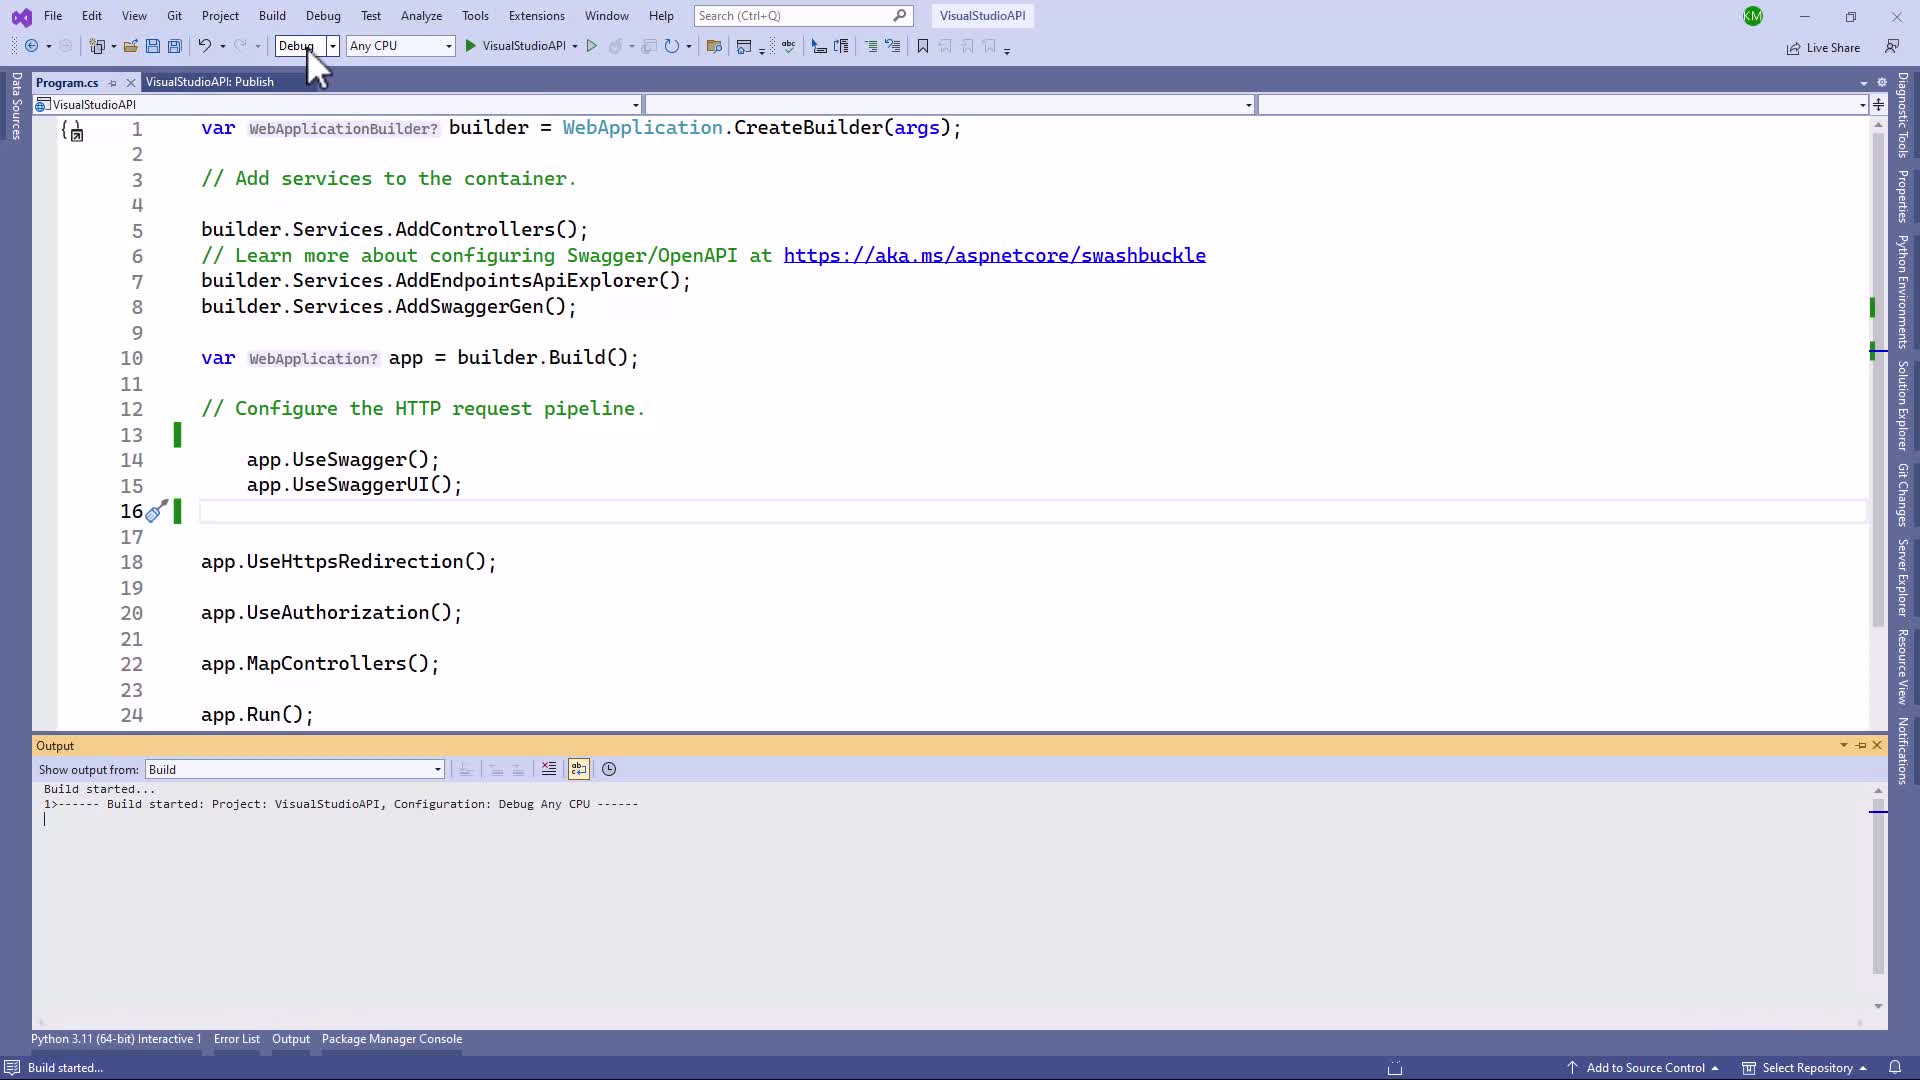 File Edit View Git Project Build Debug Test Analyze Tools Extensions Window Help Search (Ctrl+Q) VisualStudioAPI KM
Debug Any CPU VisualStudioAPI Live Share
Program.cs VisualStudioAPI: Publish
VisualStudioAPI
1 var WebApplicationBuilder? builder = WebApplication.CreateBuilder(args);
2
3 // Add services to the container.
4
5 builder.Services.AddControllers();
6 // Learn more about configuring Swagger/OpenAPI at https://aka.ms/aspnetcore/swashbuckle
7 builder.Services.AddEndpointsApiExplorer();
8 builder.Services.AddSwaggerGen();
9
10 var WebApplication? app = builder.Build();
11
12 // Configure the HTTP request pipeline.
13
14 app.UseSwagger();
15 app.UseSwaggerUI();
16
17
18 app.UseHttpsRedirection();
19
20 app.UseAuthorization();
21
22 app.MapControllers();
23
24 app.Run();
Data Sources
Diagnostic Tools
Properties
Python Environments
Solution Explorer
Git Changes
Server Explorer
Resource View
Notifications
Output
Show output from: Build
Build started...
1>------ Build started: Project: VisualStudioAPI, Configuration: Debug Any CPU ------
Python 3.11 (64-bit) Interactive 1 Error List Output Package Manager Console
Build started... Add to Source Control Select Repository